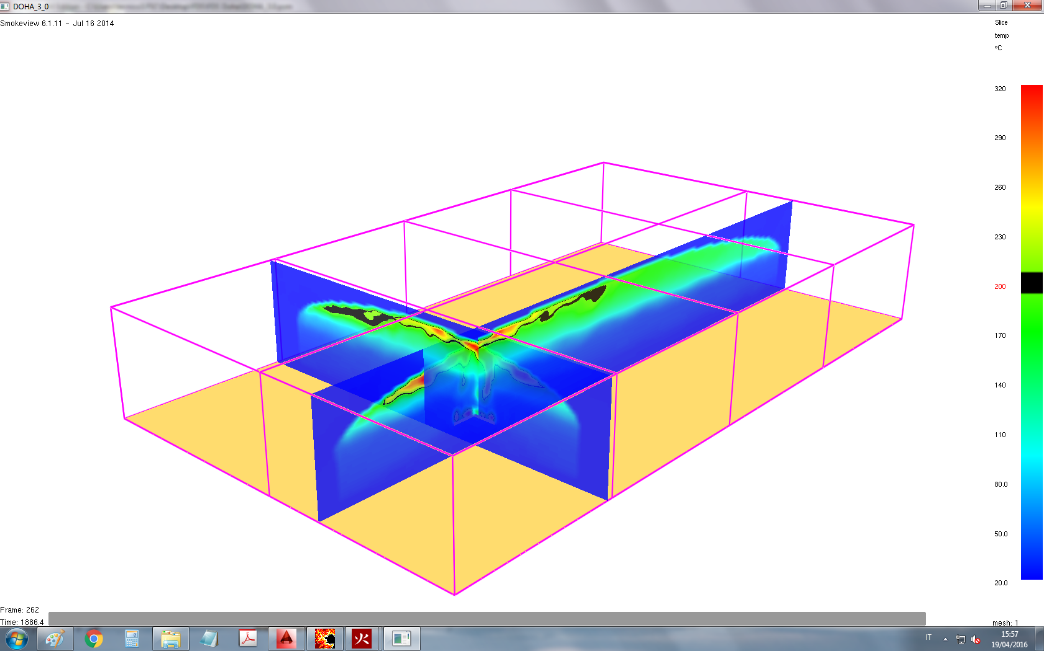 DOHA_3_0
Smokeview 6.1.11 - Jul 16 2014
Slice
temp
°C
320
290
260
230
200
170
140
110
80.0
50.0
20.0
Frame: 262
Time: 1886.4
mesh: 1
火
IT
15:57
19/04/2016